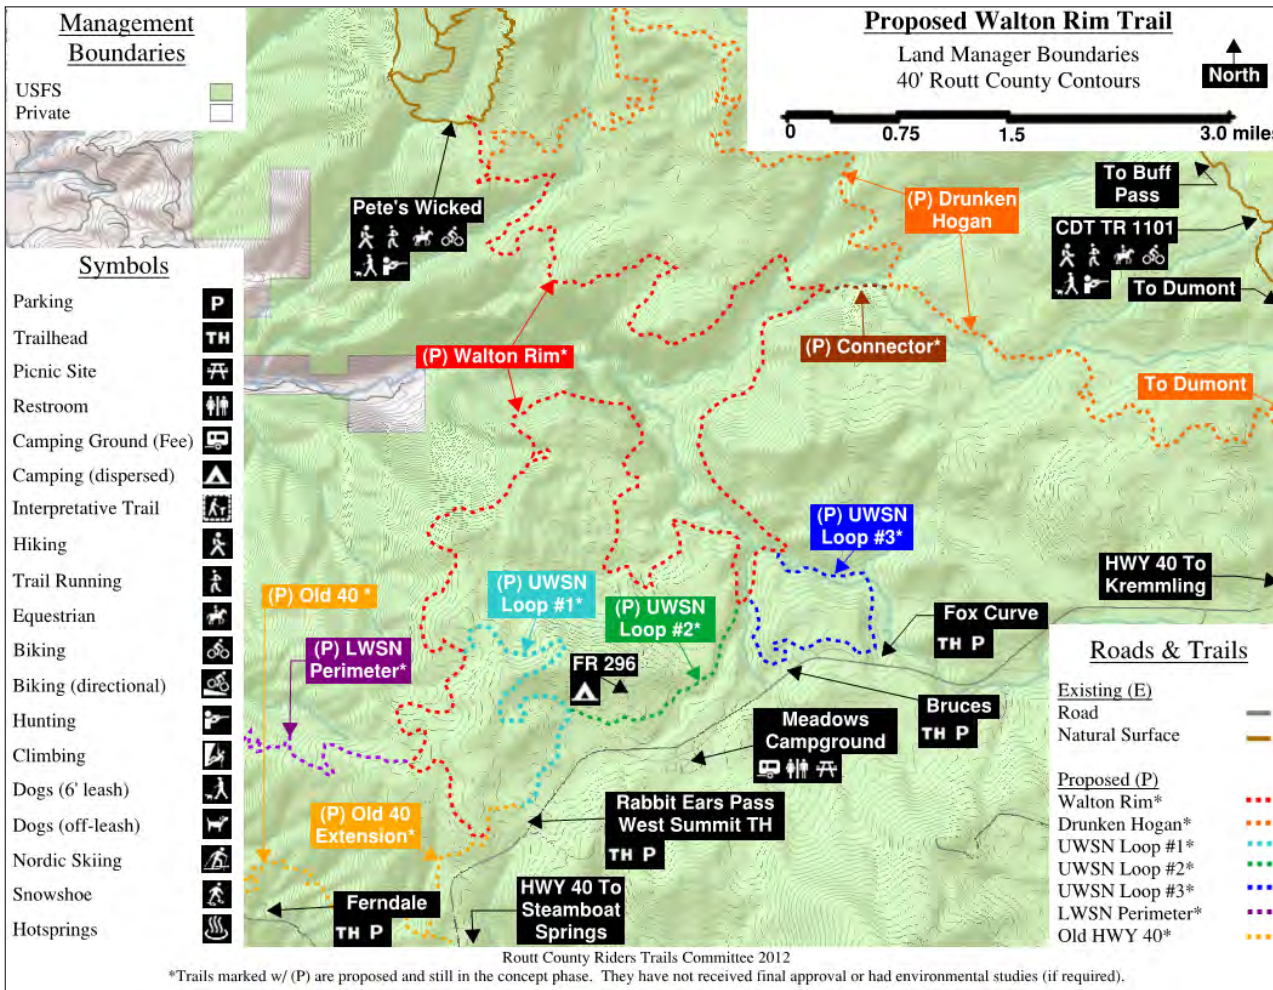 Management
Boundaries
USFS
Private
Proposed Walton Rim Trail
Land Manager Boundaries
40' Routt County Contours
North
0 0.75 1.5 3.0 miles
Symbols
Parking
P
Trailhead
TH
Picnic Site
Restroom
Camping Ground (Fee)
Camping (dispersed)
Interpretative Trail
Hiking
Trail Running
Equestrian
Biking
Biking (directional)
Hunting
Climbing
Dogs (6' leash)
Dogs (off-leash)
Nordic Skiing
Snowshoe
Hotsprings
Pete's Wicked
(P) Drunken
Hogan
To Buff
Pass
CDT TR 1101
To Dumont
(P) Walton Rim*
(P) Connector*
To Dumont
(P) UWSN
Loop #3*
HWY 40 To
Kremmling
(P) Old 40 *
(P) UWSN
Loop #1*
(P) UWSN
Loop #2*
Fox Curve
TH P
(P) LWSN
Perimeter*
FR 296
Bruces
TH P
Meadows
Campground
(P) Old 40
Extension*
Rabbit Ears Pass
West Summit TH
TH P
Ferndale
TH P
HWY 40 To
Steamboat
Springs
Roads & Trails
Existing (E)
Road
Natural Surface
Proposed (P)
Walton Rim*
Drunken Hogan*
UWSN Loop #1*
UWSN Loop #2*
UWSN Loop #3*
LWSN Perimeter*
Old HWY 40*
Routt County Riders Trails Committee 2012
*Trails marked w/ (P) are proposed and still in the concept phase. They have not received final approval or had environmental studies (if required).